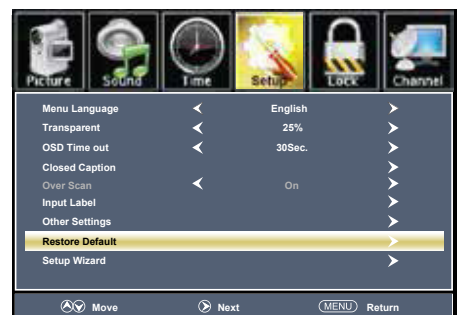 Picture Sound Time Setup Lock Channel
Menu Language English
Transparent 25%
OSD Time out 30Sec.
Closed Caption
Over Scan On
Input Label
Other Settings
Restore Default
Setup Wizard
Move Next MENU Return